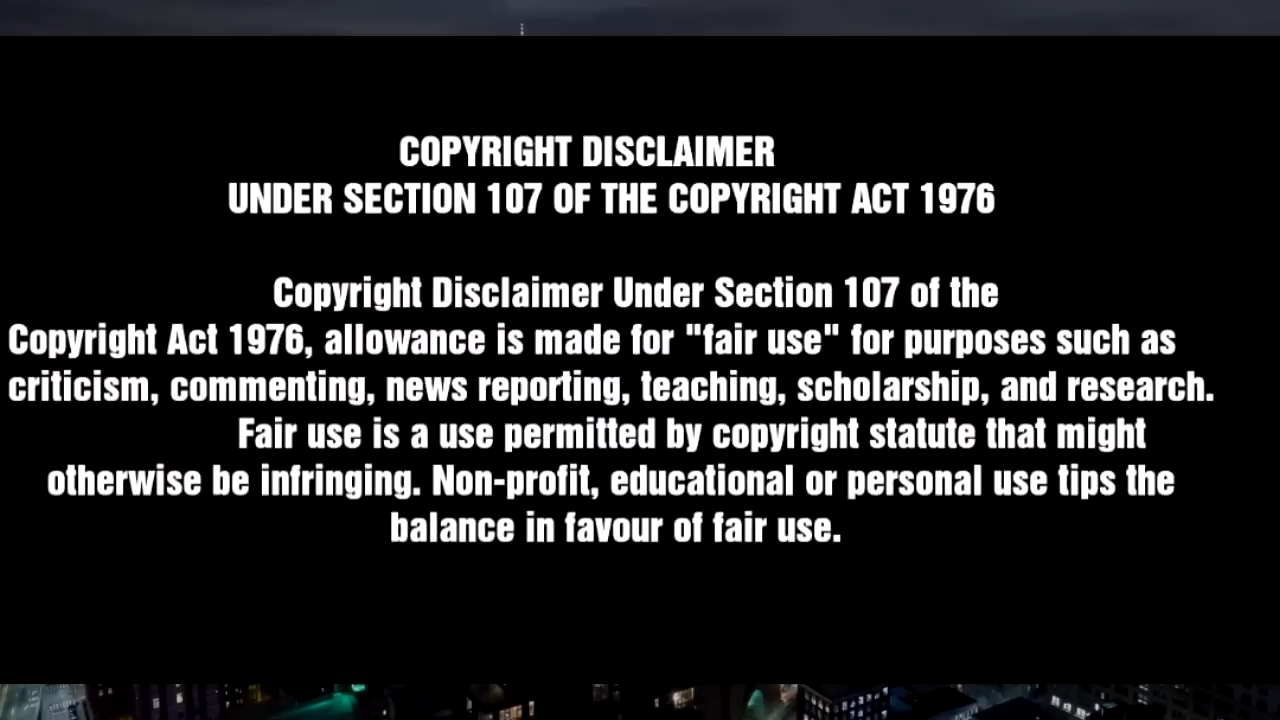 COPYRIGHT DISCLAIMER
UNDER SECTION 107 OF THE COPYRIGHT ACT 1976
Copyright Disclaimer Under Section 107 of the
Copyright Act 1976, allowance is made for "fair use" for purposes such as
criticism, commenting, news reporting, teaching, scholarship, and research.
Fair use is a use permitted by copyright statute that might
otherwise be infringing. Non-profit, educational or personal use tips the
balance in favour of fair use.